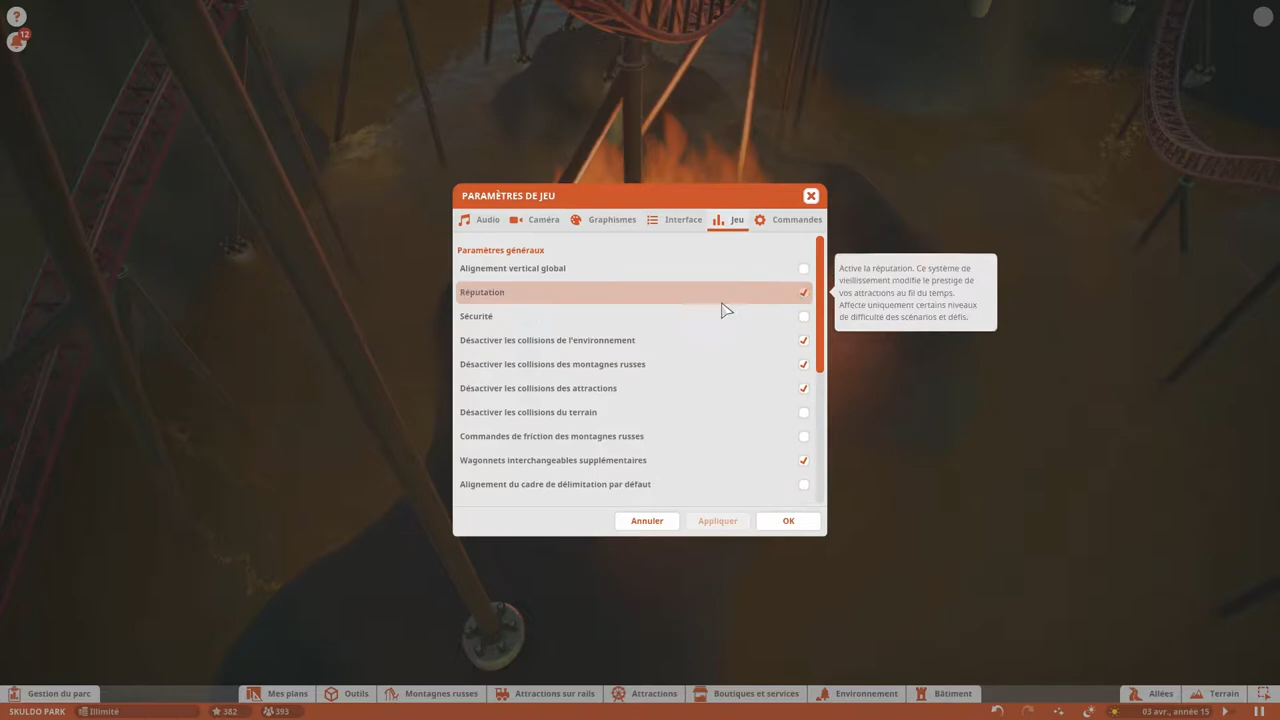 ?
12
PARAMÈTRES DE JEU
Audio Caméra Graphismes Interface Jeu Commandes
Paramètres généraux
Alignement vertical global
Réputation
Sécurité
Désactiver les collisions de l'environnement
Désactiver les collisions des montagnes russes
Désactiver les collisions des attractions
Désactiver les collisions du terrain
Commandes de friction des montagnes russes
Wagonnets interchangeables supplémentaires
Alignement du cadre de délimitation par défaut
Annuler Appliquer OK
Active la réputation. Ce système de
vieillissement modifie le prestige de
vos attractions au fil du temps.
Affecte uniquement certains niveaux
de difficulté des scénarios et défis.
Gestion du parc Mes plans Outils Montagnes russes Attractions sur rails Attractions Boutiques et services Environnement Bâtiment Allées Terrain
SKULDO PARK Illimité 382 393 03 avr., année 15